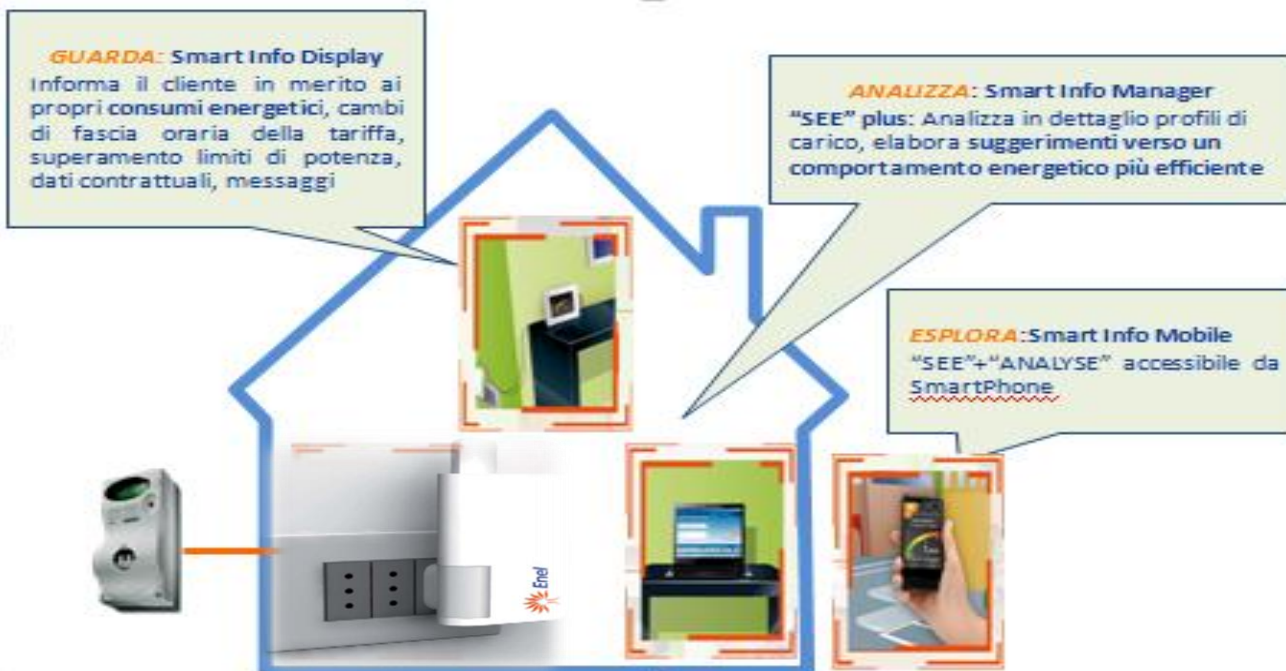 GUARDA: Smart Info Display
Informa il cliente in merito ai
propri consumi energetici, cambi
di fascia oraria della tariffa,
superamento limiti di potenza,
dati contrattuali, messaggi
ANALIZZA: Smart Info Manager
"SEE" plus: Analizza in dettaglio profili di
carico, elabora suggerimenti verso un
comportamento energetico più efficiente
ESPLORA:Smart Info Mobile
"SEE"+"ANALYSE" accessibile da
SmartPhone
Enel